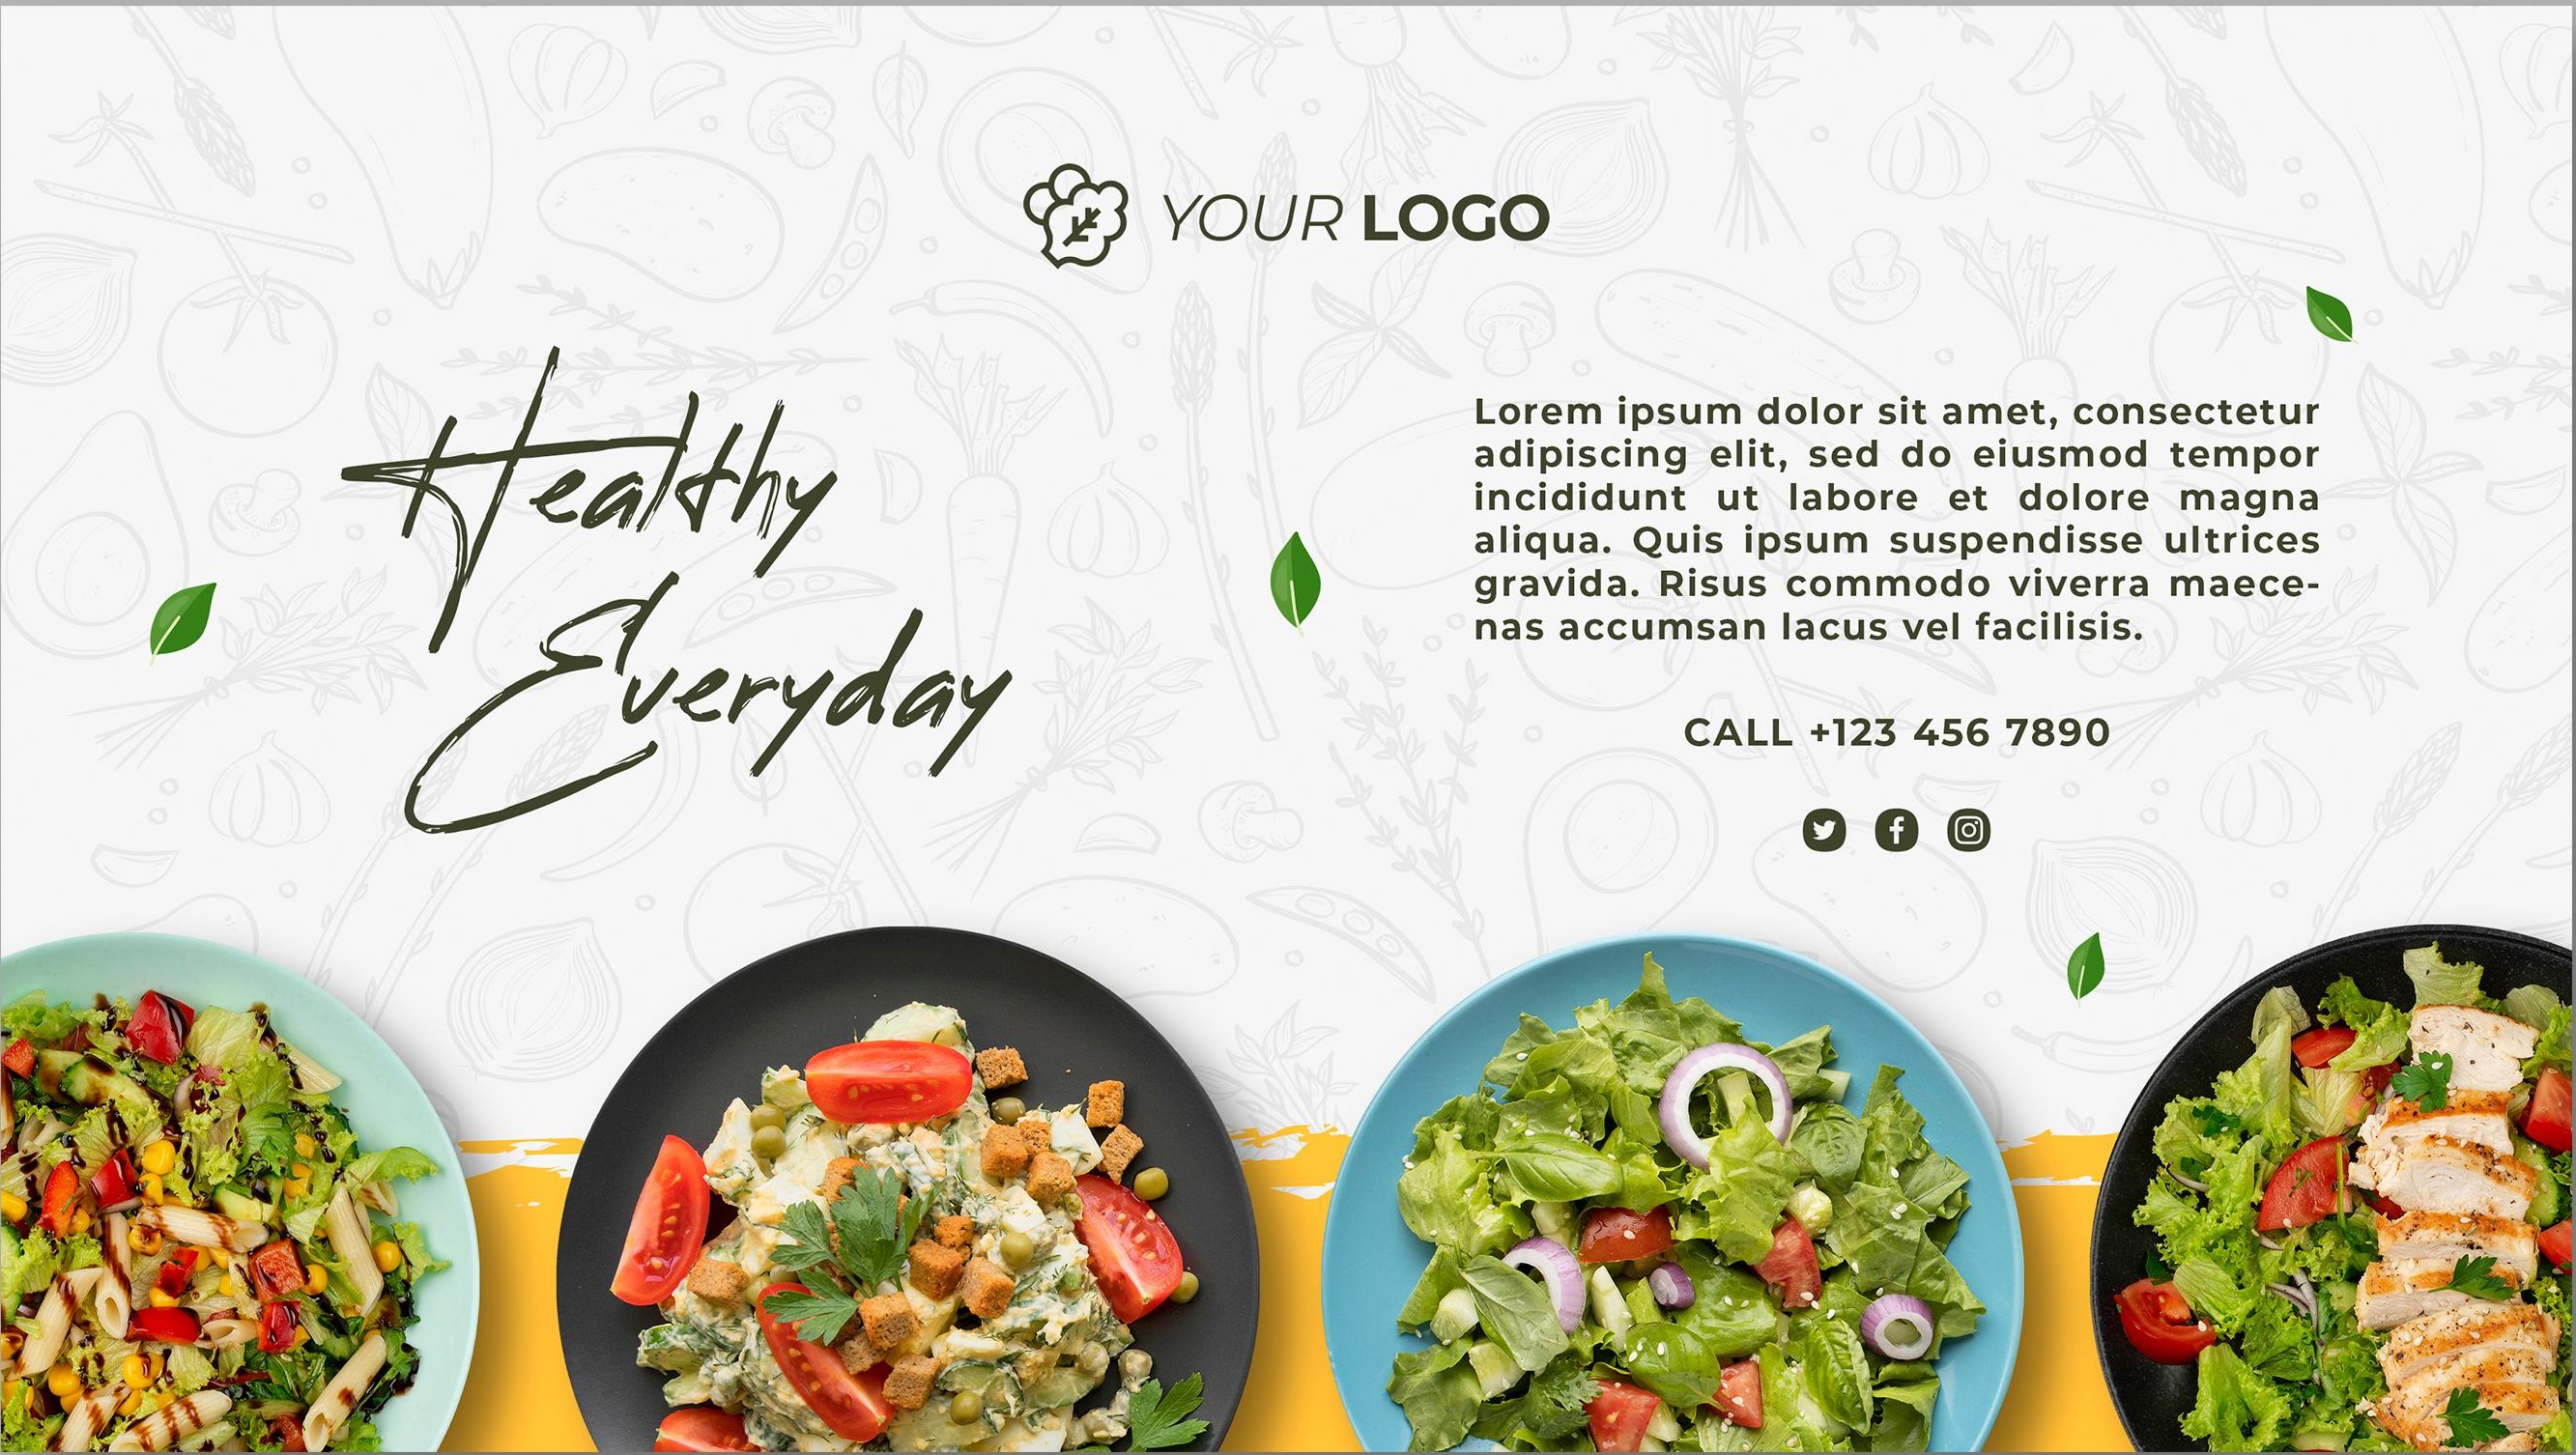 YOUR LOGO
Healthy
Everyday
Lorem ipsum dolor sit amet, consectetur
adipiscing elit, sed do eiusmod tempor
incididunt ut labore et dolore magna
aliqua. Quis ipsum suspendisse ultrices
gravida. Risus commodo viverra maece-
nas accumsan lacus vel facilisis.
CALL +123 456 7890